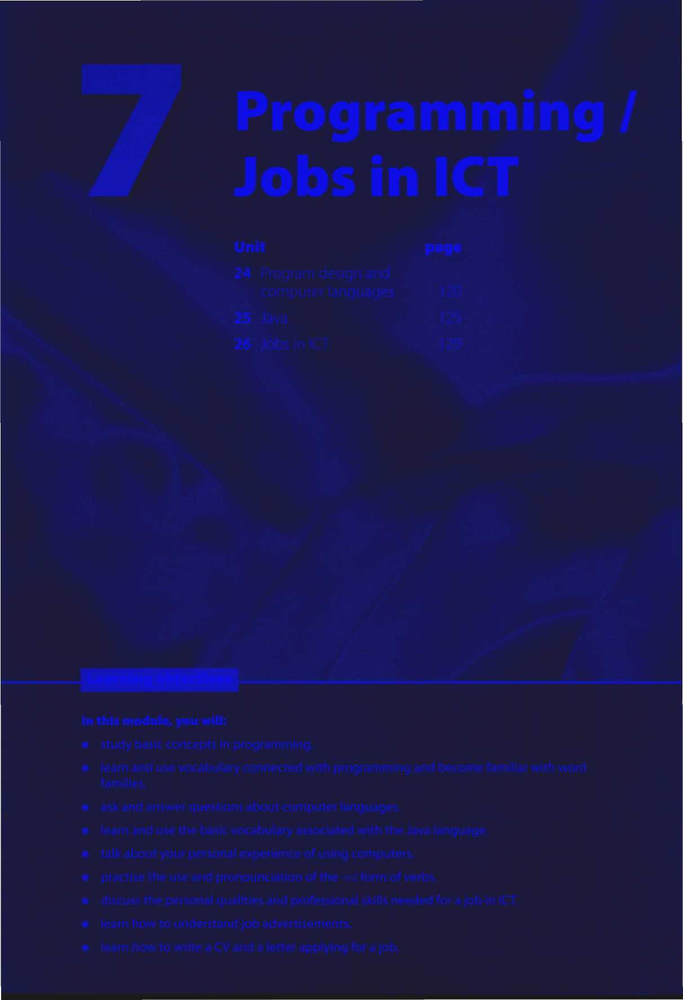 7
Programming /
Jobs in ICT
Unit page
24 Program design and
computer languages 120
25 Java 125
26 Jobs in ICT 129
Learning objectives
In this module, you will:
● study basic concepts in programming.
● learn and use vocabulary connected with programming and become familiar with word
families.
● ask and answer questions about computer languages.
● learn and use the basic vocabulary associated with the Java language.
● talk about your personal experience of using computers.
● practise the use and pronounciation of the -ed form of verbs.
● discuss the personal qualities and professional skills needed for a job in ICT.
● learn how to understand job advertisements.
● learn how to write a CV and a letter applying for a job.